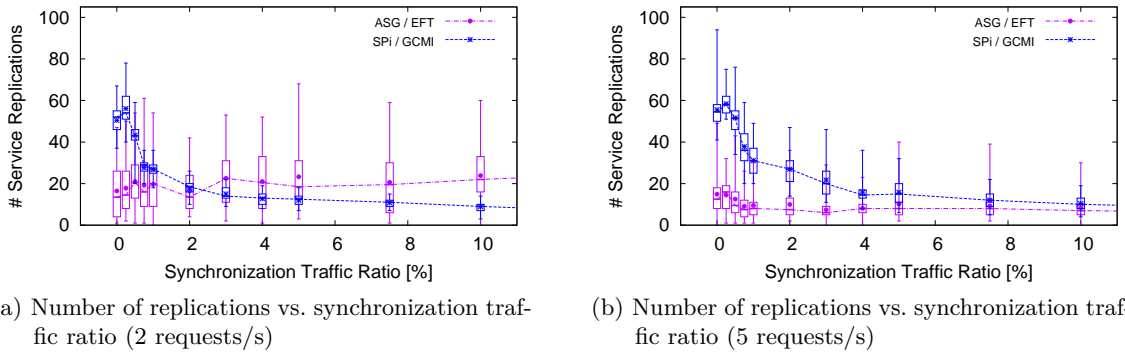 # Service Replications
100
80
60
40
20
0
ASG / EFT
SPi / GCMI
0 2 4 6 8 10
Synchronization Traffic Ratio [%]
a) Number of replications vs. synchronization traf-
fic ratio (2 requests/s)
# Service Replications
100
80
60
40
20
0
ASG / EFT
SPi / GCMI
0 2 4 6 8 10
Synchronization Traffic Ratio [%]
(b) Number of replications vs. synchronization traf-
fic ratio (5 requests/s)